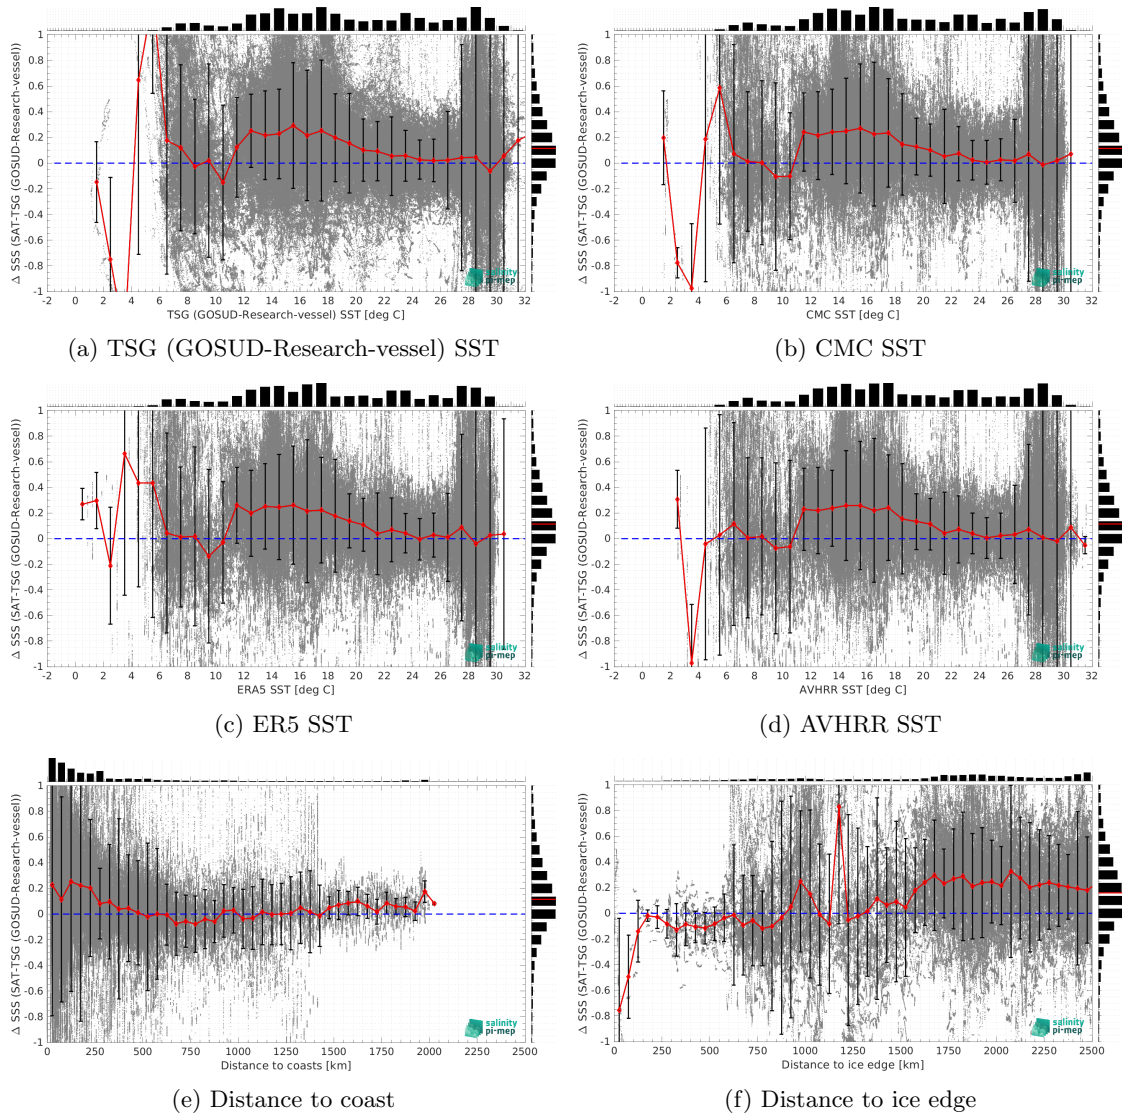 1
0.8
0.6
0.4
0.2
0
-0.2
-0.4
-0.6
-0.8
-1
Δ SSS (SAT-TSG (GOSUD-Research-vessel))
salinity
pi-mep
-2 0 2 4 6 8 10 12 14 16 18 20 22 24 26 28 30 32
TSG (GOSUD-Research-vessel) SST [deg C]
(a) TSG (GOSUD-Research-vessel) SST
1
0.8
0.6
0.4
0.2
0
-0.2
-0.4
-0.6
-0.8
-1
Δ SSS (SAT-TSG (GOSUD-Research-vessel))
salinity
pi-mep
-2 0 2 4 6 8 10 12 14 16 18 20 22 24 26 28 30 32
CMC SST [deg C]
(b) CMC SST
1
0.8
0.6
0.4
0.2
0
-0.2
-0.4
-0.6
-0.8
-1
Δ SSS (SAT-TSG (GOSUD-Research-vessel))
salinity
pi-mep
-2 0 2 4 6 8 10 12 14 16 18 20 22 24 26 28 30 32
ERA5 SST [deg C]
(c) ER5 SST
1
0.8
0.6
0.4
0.2
0
-0.2
-0.4
-0.6
-0.8
-1
Δ SSS (SAT-TSG (GOSUD-Research-vessel))
salinity
pi-mep
-2 0 2 4 6 8 10 12 14 16 18 20 22 24 26 28 30 32
AVHRR SST [deg C]
(d) AVHRR SST
1
0.8
0.6
0.4
0.2
0
-0.2
-0.4
-0.6
-0.8
-1
Δ SSS (SAT-TSG (GOSUD-Research-vessel))
salinity
pi-mep
0 250 500 750 1000 1250 1500 1750 2000 2250 2500
Distance to coasts [km]
(e) Distance to coast
1
0.8
0.6
0.4
0.2
0
-0.2
-0.4
-0.6
-0.8
-1
Δ SSS (SAT-TSG (GOSUD-Research-vessel))
salinity
pi-mep
0 250 500 750 1000 1250 1500 1750 2000 2250 2500
Distance to ice edge [km]
(f) Distance to ice edge